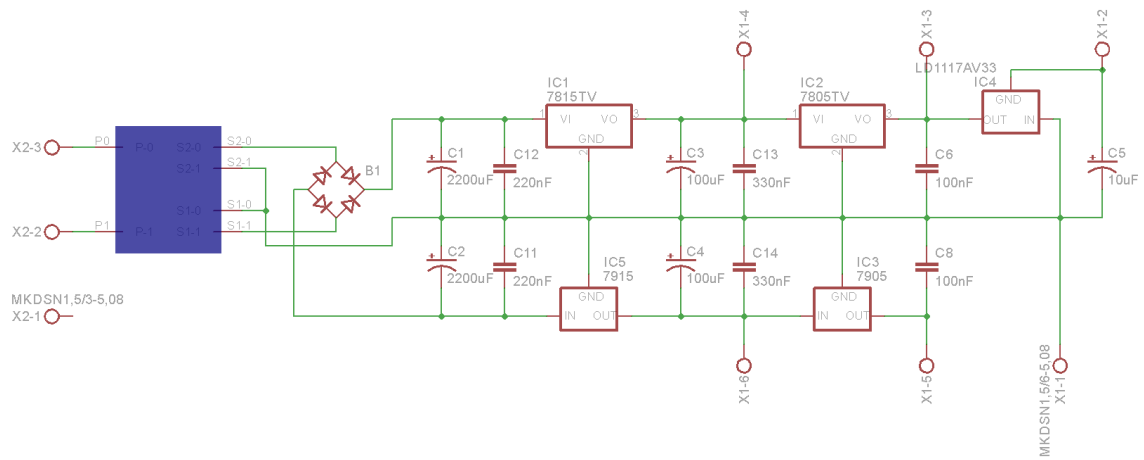 X1-4
X1-3
X1-2
LD1117AV33
IC4
GND
OUT
IN
IC1
7815TV
1
VI
VO
3
GND
2
IC2
7805TV
1
VI
VO
3
GND
2
X2-3
P0
P-0
S2-0
S2-0
S2-1
S2-1
S1-0
S1-0
X2-2
P1
P-1
S1-1
S1-1
B1
C1
2200uF
C12
220nF
C3
100uF
C13
330nF
C6
100nF
C5
10uF
C2
2200uF
C11
220nF
IC5
7915
GND
IN
OUT
C4
100uF
C14
330nF
IC3
7905
GND
IN
OUT
C8
100nF
MKDSN1,5/3-5,08
X2-1
X1-6
X1-5
MKDSN1,5/6-5,08
X1-1